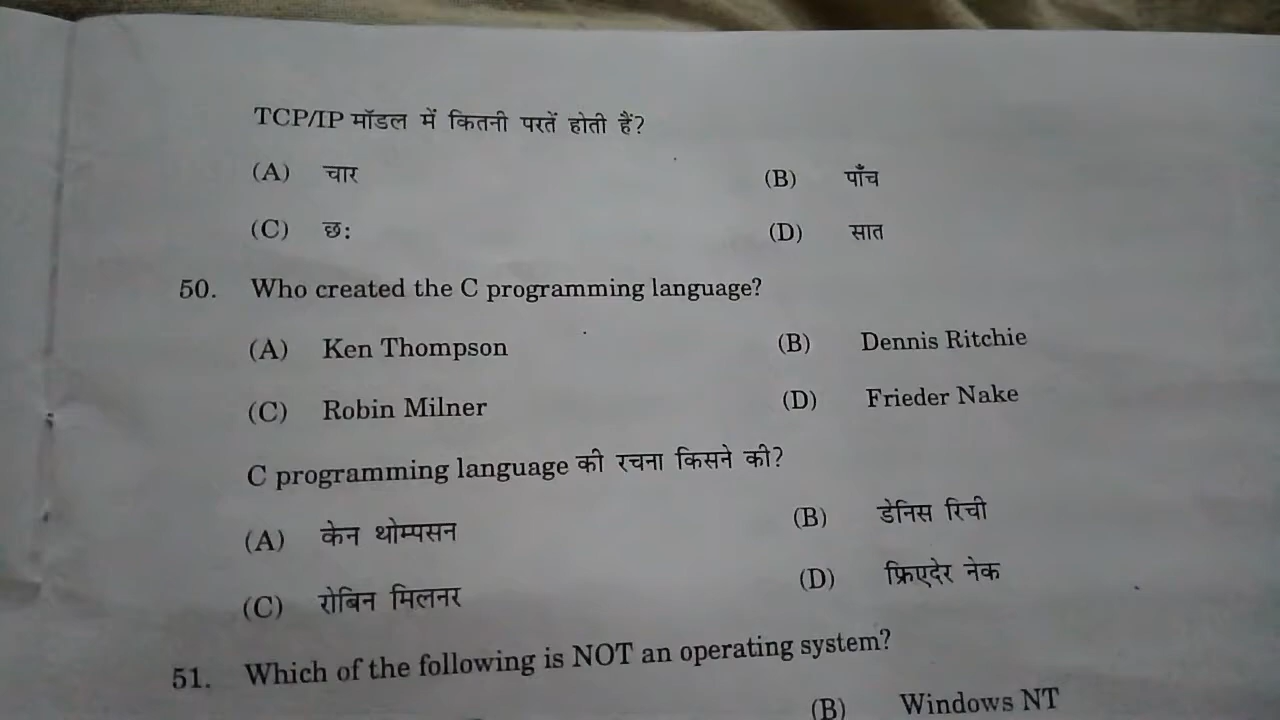 TCP/IP मॉडल में कितनी परतें होती हैं?
(A) चार (B) पाँच
(C) छ: (D) सात
50. Who created the C programming language?
(A) Ken Thompson (B) Dennis Ritchie
(C) Robin Milner (D) Frieder Nake
C programming language की रचना किसने की?
(A) केन थोम्पसन (B) डेनिस रिची
(C) रोबिन मिलनर (D) फ्रिएदेर नेक
51. Which of the following is NOT an operating system?
(B) Windows NT